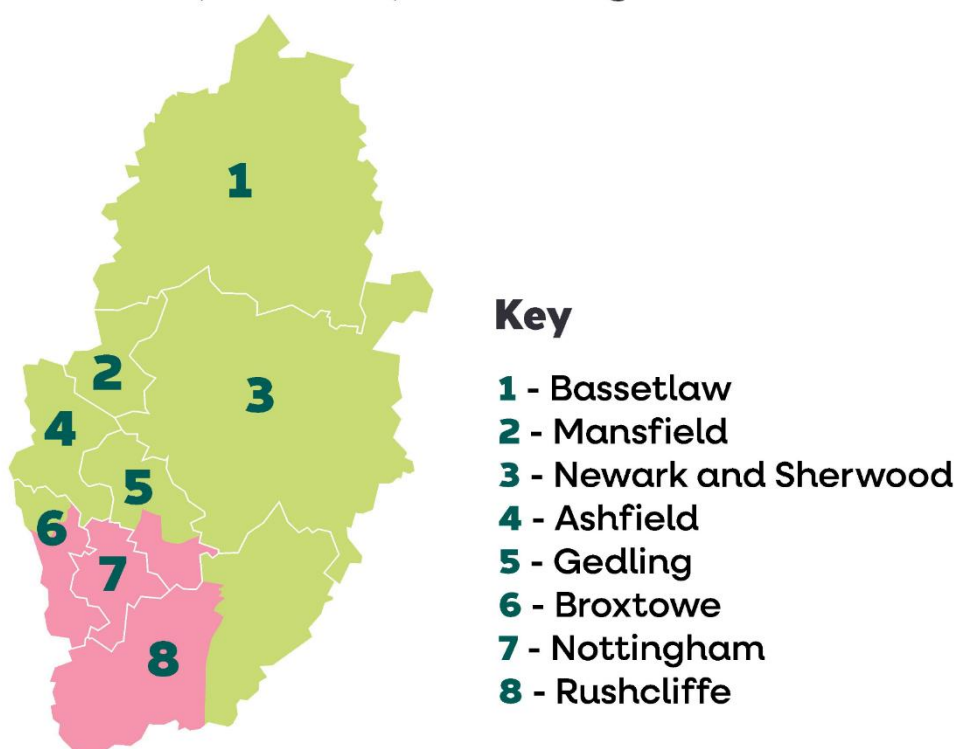 1
2
3
4
5
6
7
8
Key
1 - Bassetlaw
2 - Mansfield
3 - Newark and Sherwood
4 - Ashfield
5 - Gedling
6 - Broxtowe
7 - Nottingham
8 - Rushcliffe